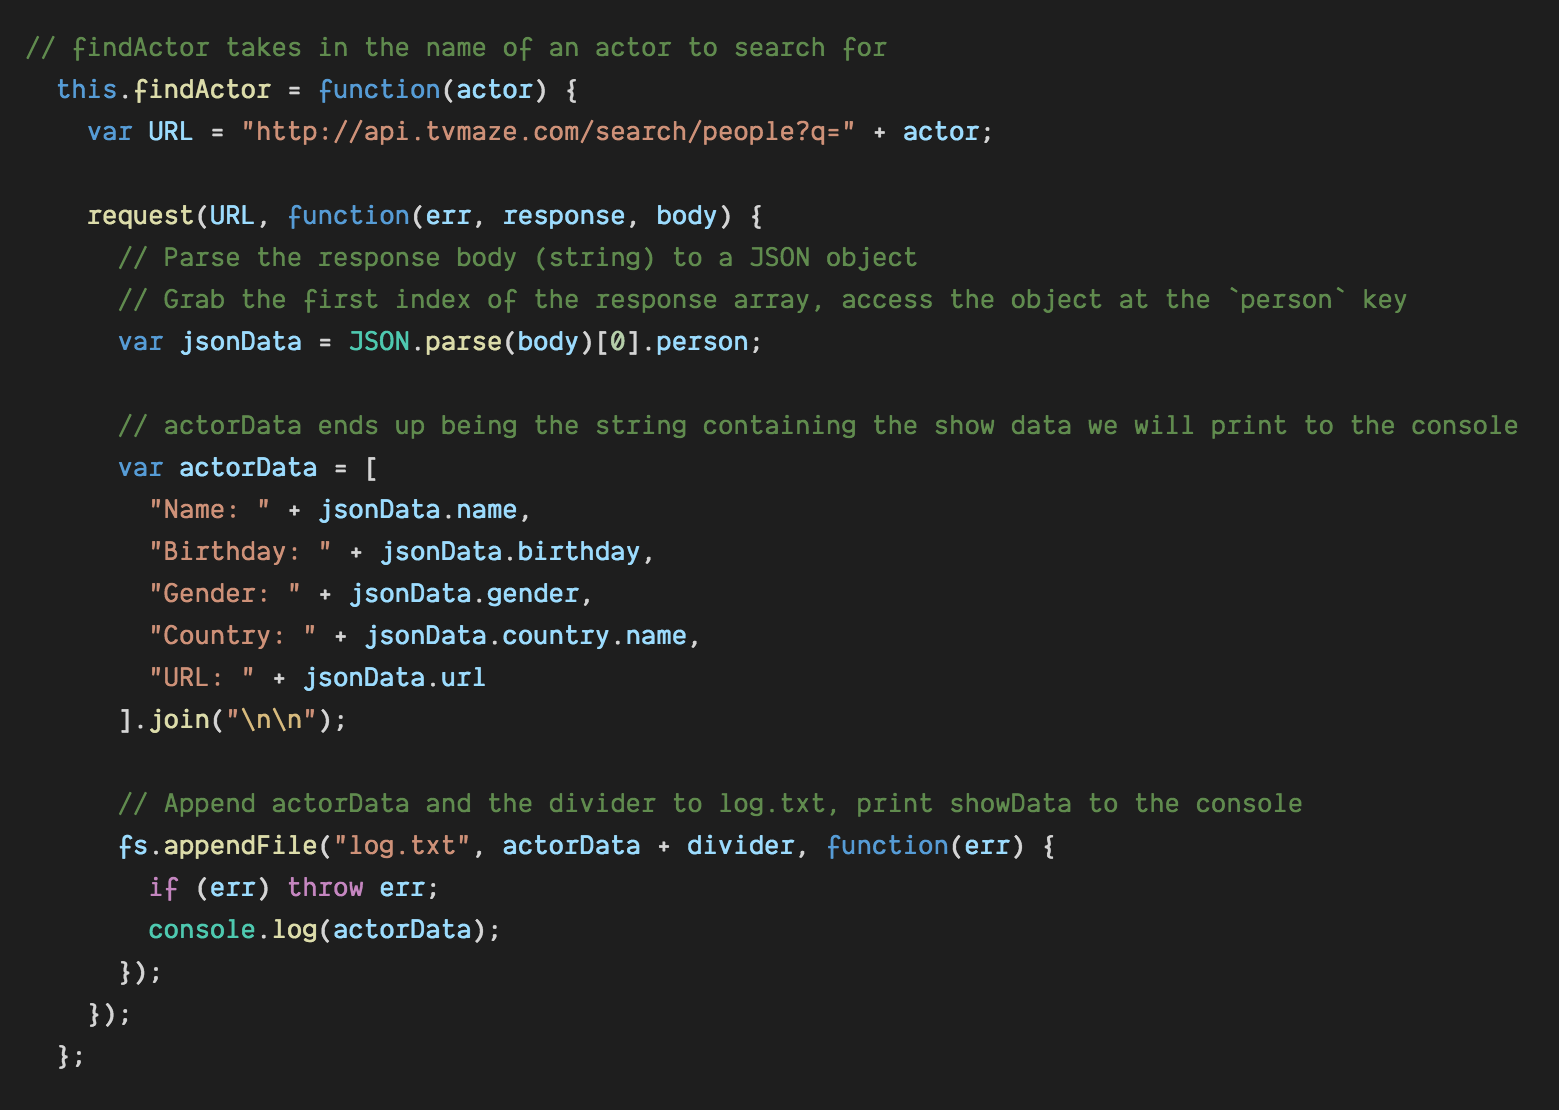 // findActor takes in the name of an actor to search for
  this.findActor = function(actor) {
    var URL = "http://api.tvmaze.com/search/people?q=" + actor;

    request(URL, function(err, response, body) {
      // Parse the response body (string) to a JSON object
      // Grab the first index of the response array, access the object at the `person` key
      var jsonData = JSON.parse(body)[0].person;

      // actorData ends up being the string containing the show data we will print to the console
      var actorData = [
        "Name: " + jsonData.name,
        "Birthday: " + jsonData.birthday,
        "Gender: " + jsonData.gender,
        "Country: " + jsonData.country.name,
        "URL: " + jsonData.url
      ].join("\n\n");

      // Append actorData and the divider to log.txt, print showData to the console
      fs.appendFile("log.txt", actorData + divider, function(err) {
        if (err) throw err;
        console.log(actorData);
      });
    });
  };